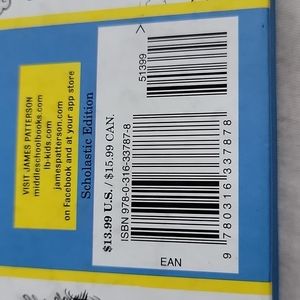 VISIT JAMES PATTERSON
middleschoolbooks.com
lb-kids.com
jamespatterson.com
on Facebook and at your app store
Scholastic Edition
$13.99 U.S. / $15.99 CAN.
ISBN 978-0-316-33787-8
51399
9 780316 337878
EAN